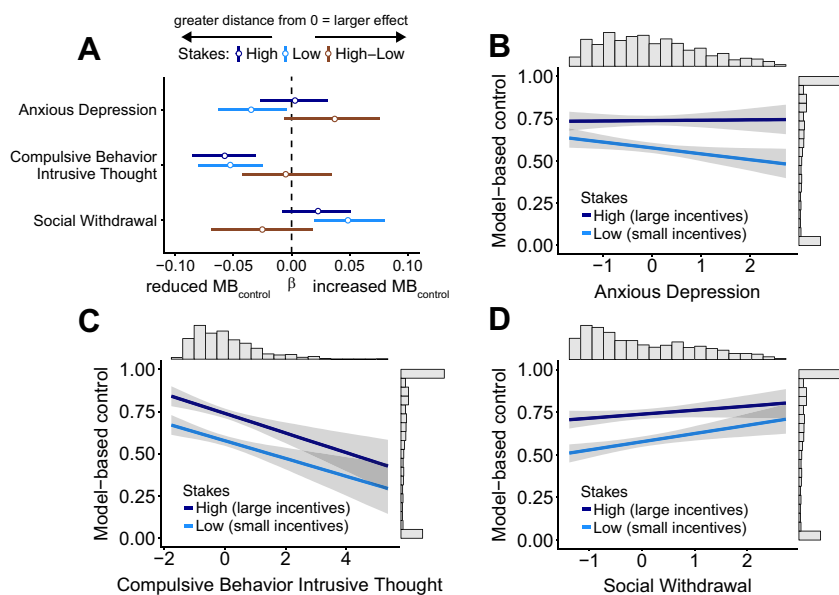 greater distance from 0 = larger effect
A
Stakes: High Low High−Low
Anxious Depression
Compulsive Behavior
Intrusive Thought
Social Withdrawal
−0.10 −0.05 0.00 0.05 0.10
reduced MBcontrol β increased MBcontrol
B
Model−based control
1.00
0.75
0.50
0.25
0.00
Stakes
High (large incentives)
Low (small incentives)
−1 0 1 2
Anxious Depression
C
Model−based control
1.00
0.75
0.50
0.25
0.00
Stakes
High (large incentives)
Low (small incentives)
−2 0 2 4
Compulsive Behavior Intrusive Thought
D
Model−based control
1.00
0.75
0.50
0.25
0.00
Stakes
High (large incentives)
Low (small incentives)
−1 0 1 2
Social Withdrawal